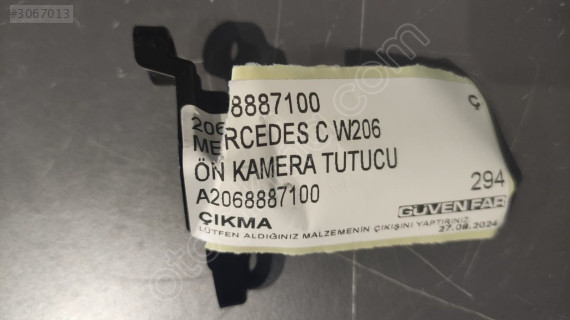 #3067013
2068887100
MERCEDES C W206
ÖN KAMERA TUTUCU
A2068887100
ÇIKMA
Ç
294
GÜVEN FAR
LÜTFEN ALDIĞINIZ MALZEMENİN ÇIKIŞINI YAPTIRINIZ
27.08.2024